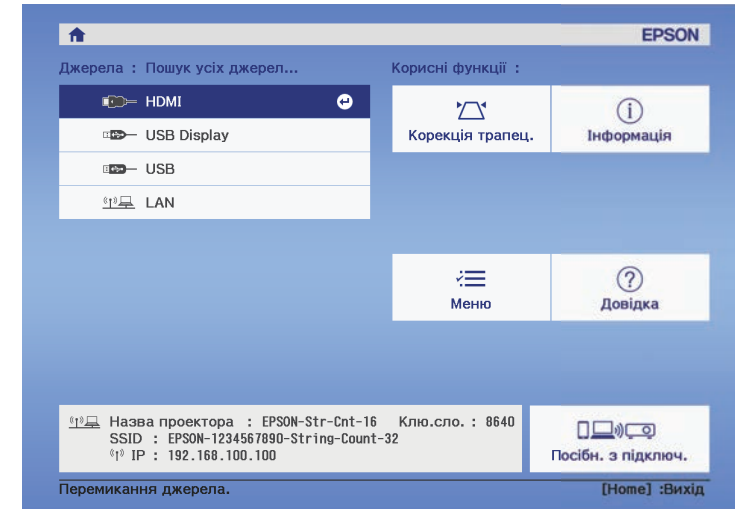 EPSON
Джерела : Пошук усіх джерел...
HDMI
USB Display
USB
LAN
Корисні функції :
Корекція трапец.
Інформація
Меню
Довідка
Назва проектора : EPSON-Str-Cnt-16 Клю.сло. : 8640
SSID : EPSON-1234567890-String-Count-32
IP : 192.168.100.100
Посібн. з підключ.
Перемикання джерела. [Home] :Вихід